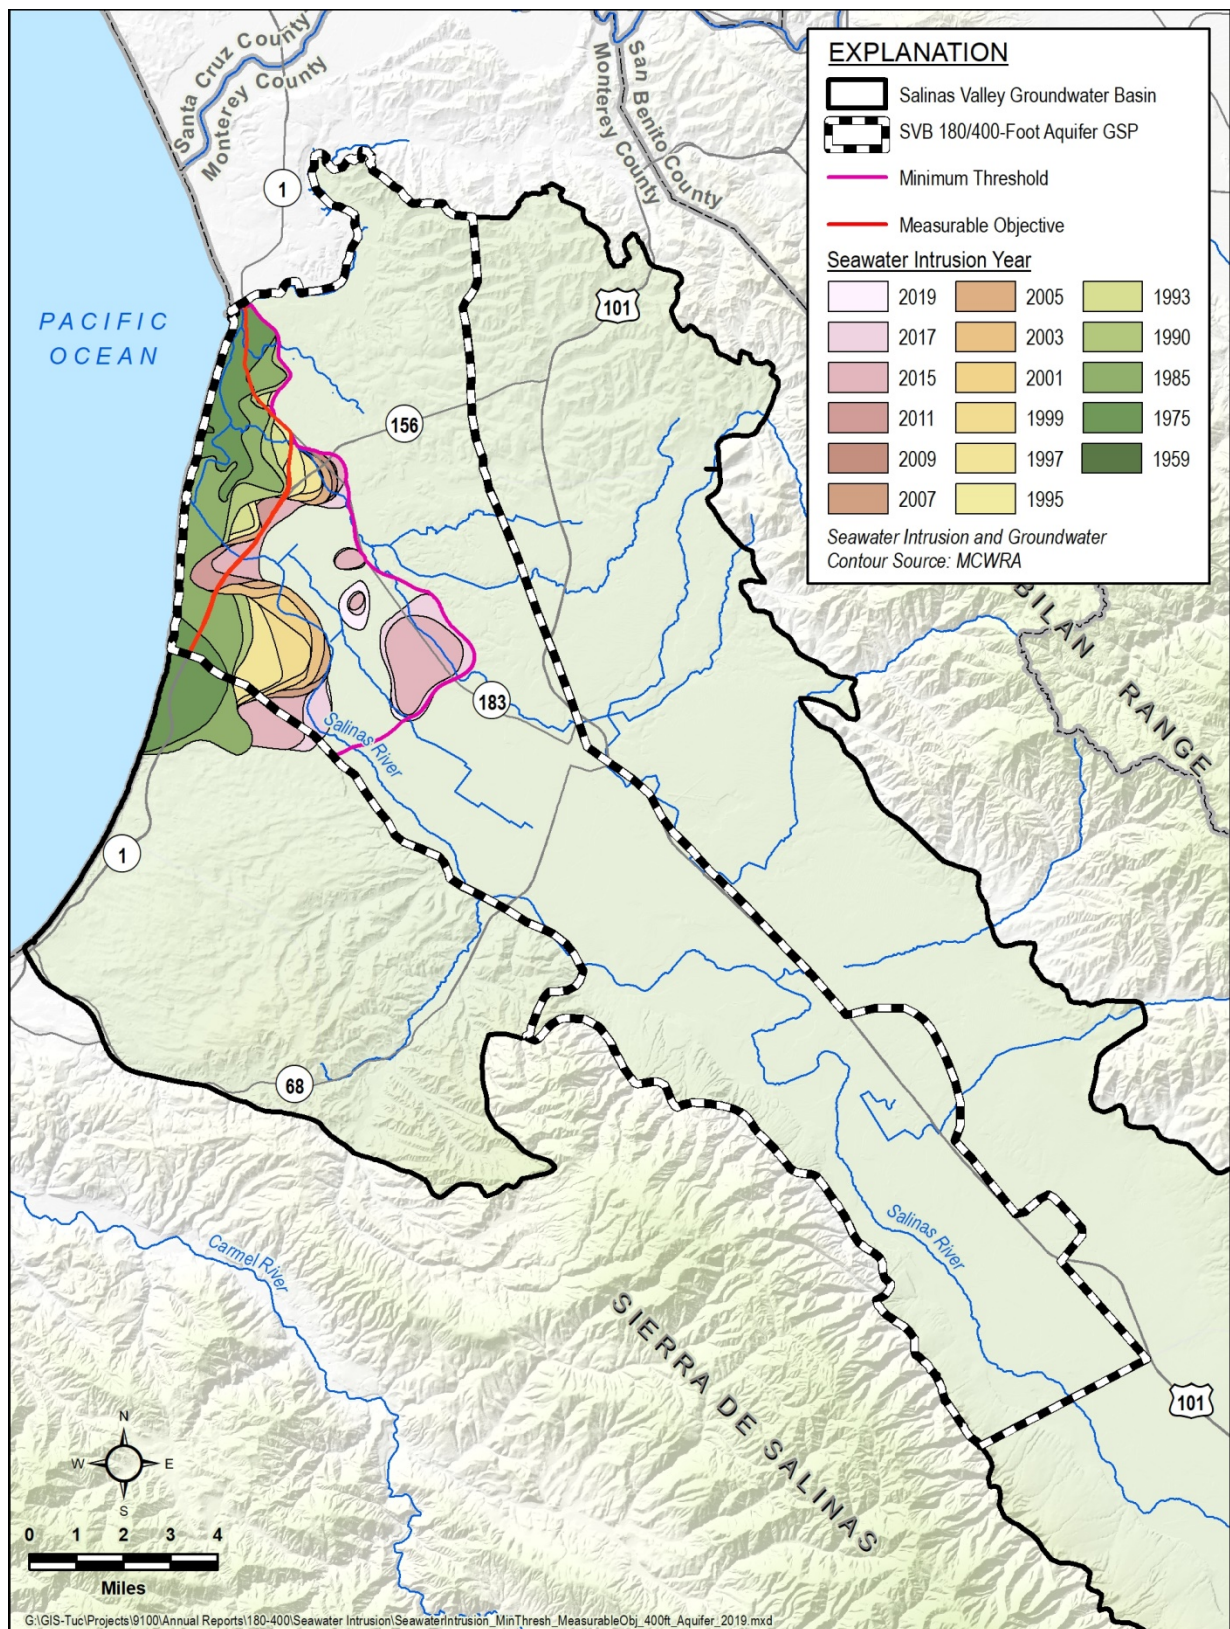 EXPLANATION
Salinas Valley Groundwater Basin
SVB 180/400-Foot Aquifer GSP
Minimum Threshold
Measurable Objective
Seawater Intrusion Year
2019
2017
2015
2011
2009
2007
2005
2003
2001
1999
1997
1995
1993
1990
1985
1975
1959
Seawater Intrusion and Groundwater
Contour Source: MCWRA
Santa Cruz County
Monterey County
San Benito County
Monterey County
1
101
PACIFIC
OCEAN
156
BILAN
RANGE
183
Salinas River
1
68
Salinas River
Carmel River
SIERRA DE SALINAS
101
N
W
E
S
0 1 2 3 4
Miles
G:\GIS-Tuc\Projects\9100\Annual Reports\180-400\Seawater Intrusion\SeawaterIntrusion_MinThresh_MeasurableObj_400ft_Aquifer_2019.mxd